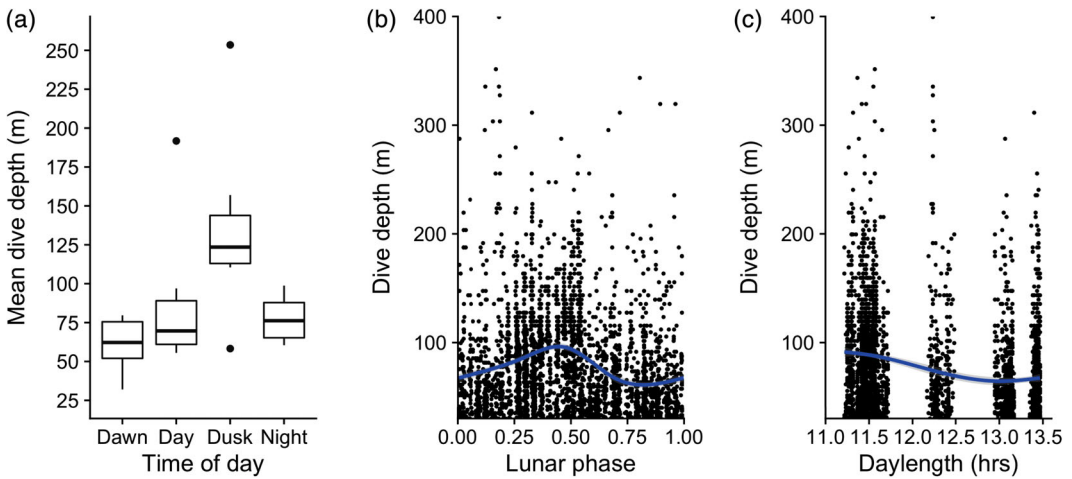 (a)
Mean dive depth (m)
250
225
200
175
150
125
100
75
50
25
Dawn Day Dusk Night
Time of day
(b)
Dive depth (m)
400
300
200
100
0.00 0.25 0.50 0.75 1.00
Lunar phase
(c)
Dive depth (m)
400
300
200
100
11.0 11.5 12.0 12.5 13.0 13.5
Daylength (hrs)